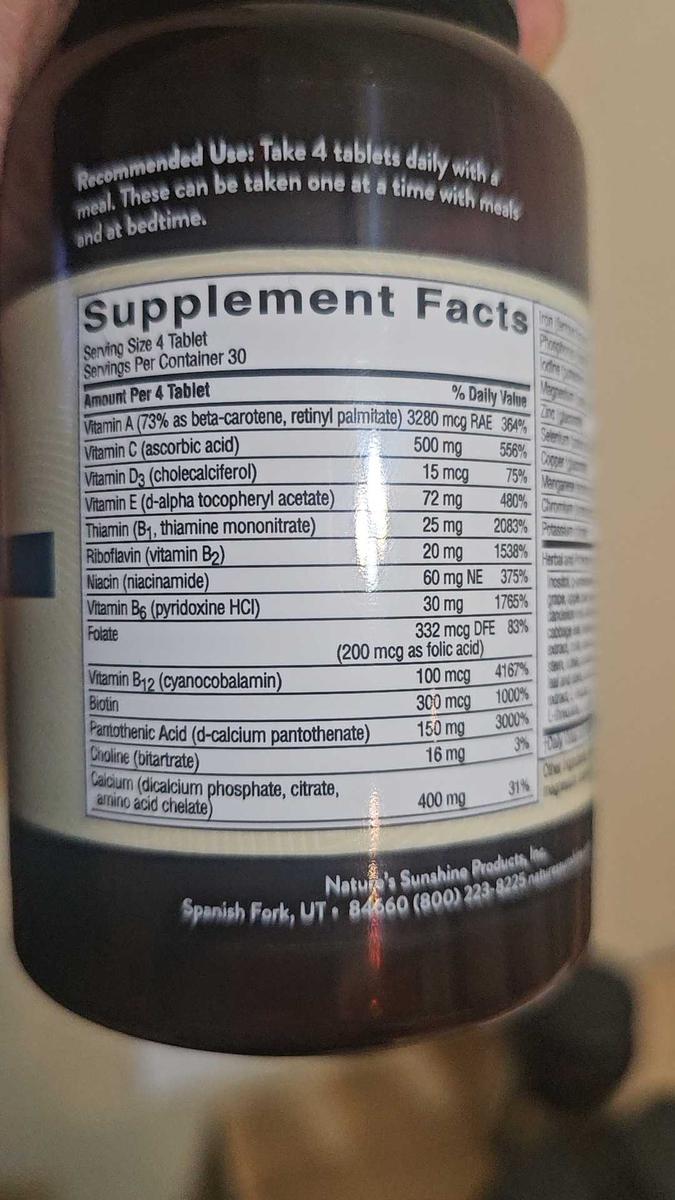 Recommended Use: Take 4 tablets daily with a
meal. These can be taken one at a time with meals
and at bedtime.
Supplement Facts
Serving Size 4 Tablet
Servings Per Container 30
Amount Per 4 Tablet % Daily Value
Vitamin A (73% as beta-carotene, retinyl palmitate) 3280 mcg RAE 364%
Vitamin C (ascorbic acid) 500 mg 556%
Vitamin D3 (cholecalciferol) 15 mcg 75%
Vitamin E (d-alpha tocopheryl acetate) 72 mg 480%
Thiamin (B1, thiamine mononitrate) 25 mg 2083%
Riboflavin (vitamin B2) 20 mg 1538%
Niacin (niacinamide) 60 mg NE 375%
Vitamin B6 (pyridoxine HCl) 30 mg 1765%
Folate 332 mcg DFE 83%
(200 mcg as folic acid)
Vitamin B12 (cyanocobalamin) 100 mcg 4167%
Biotin 300 mcg 1000%
Pantothenic Acid (d-calcium pantothenate) 150 mg 3000%
Choline (bitartrate) 16 mg 3%
Calcium (dicalcium phosphate, citrate,
amino acid chelate) 400 mg 31%
Iron
Zinc
Selenium
Copper
Chromium
Potassium
Nature's Sunshine Products, Inc.
Spanish Fork, UT • 84660 (800) 223-8225